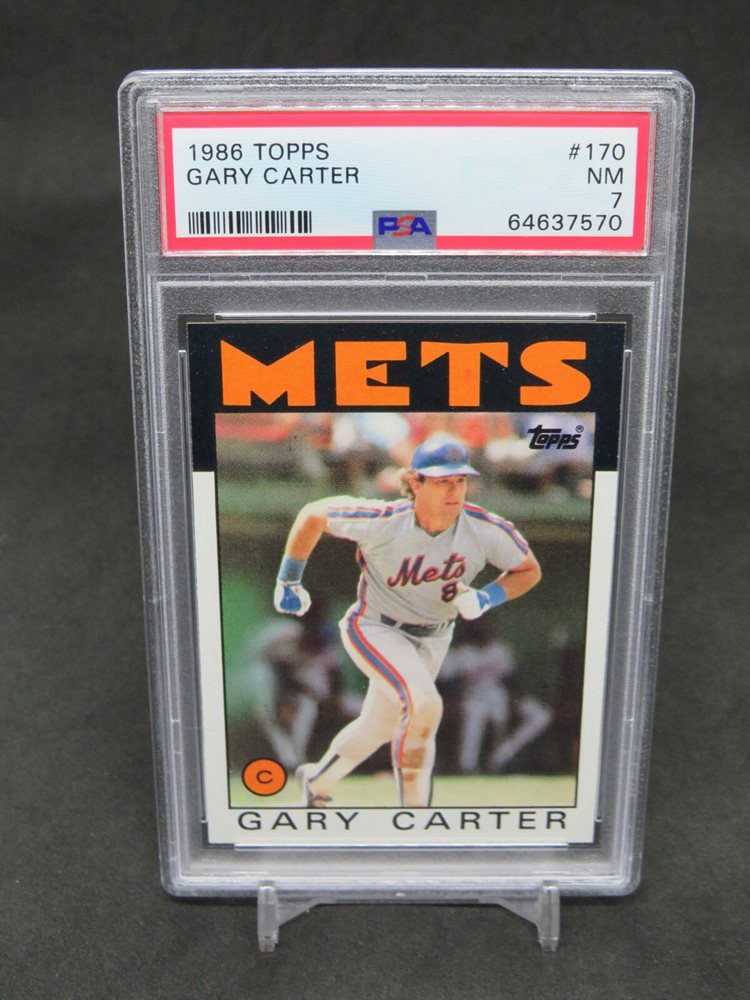 1986 TOPPS #170
GARY CARTER NM
7
PSA 64637570
METS
topps®
Mets
8
C
GARY CARTER